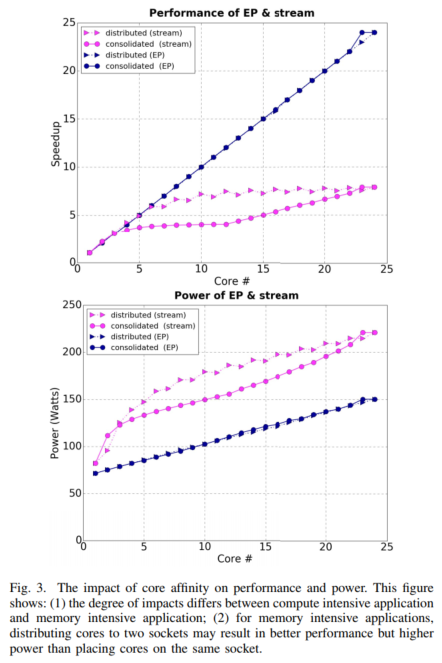 Performance of EP & stream
25
20
15
10
5
0
Speedup
distributed (stream)
consolidated (stream)
distributed (EP)
consolidated (EP)
0
5
10
15
20
25
Core #
Power of EP & stream
250
200
150
100
50
0
Power (Watts)
distributed (stream)
consolidated (stream)
distributed (EP)
consolidated (EP)
0
5
10
15
20
25
Core #
Fig. 3. The impact of core affinity on performance and power. This figure
shows: (1) the degree of impacts differs between compute intensive application
and memory intensive application; (2) for memory intensive applications,
distributing cores to two sockets may result in better performance but higher
power than placing cores on the same socket.